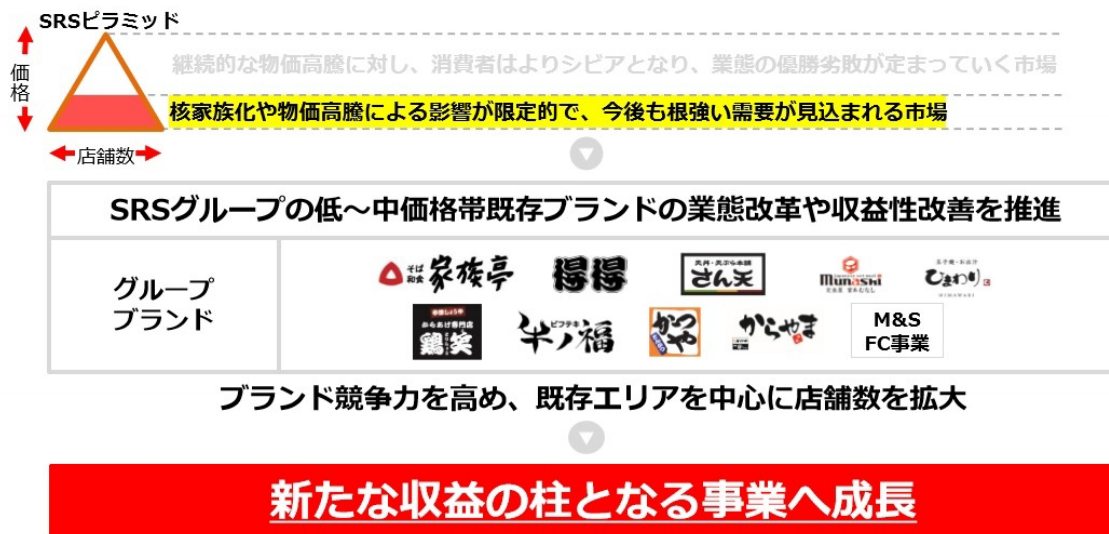 SRSピラミッド
価格
継続的な物価高騰に対し、消費者はよりシビアとなり、業態の優勝劣敗が定まっていく市場
核家族化や物価高騰による影響が限定的で、今後も根強い需要が見込まれる市場
店舗数
SRSグループの低～中価格帯既存ブランドの業態改革や収益性改善を推進
グループ
ブランド
そば
和食
家族亭
得得
天丼・天ぷら本舗
さん天
Munashi
ひまわり
HIMAWARI
からあげ専門店
鶏笑
ビフテキ
牛ノ福
かつや
からやま
M&S
FC事業
ブランド競争力を高め、既存エリアを中心に店舗数を拡大
新たな収益の柱となる事業へ成長